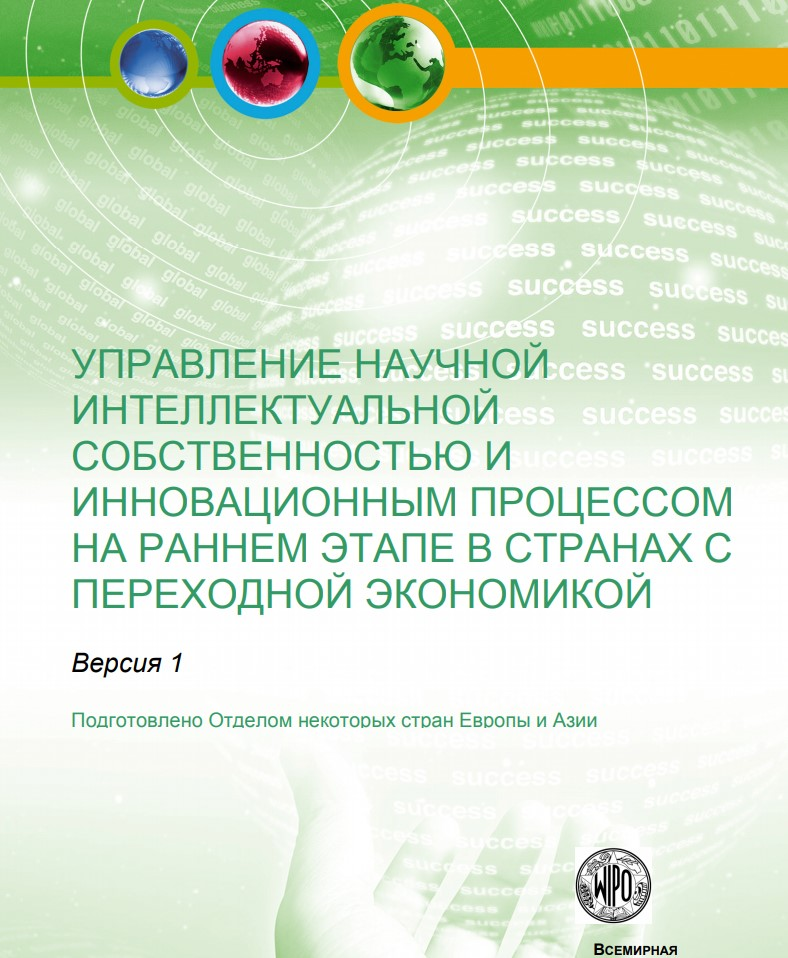 УПРАВЛЕНИЕ НАУЧНОЙ
ИНТЕЛЛЕКТУАЛЬНОЙ
СОБСТВЕННОСТЬЮ И
ИННОВАЦИОННЫМ ПРОЦЕССОМ
НА РАННЕМ ЭТАПЕ В СТРАНАХ С
ПЕРЕХОДНОЙ ЭКОНОМИКОЙ
Версия 1
Подготовлено Отделом некоторых стран Европы и Азии
WIPO
ВСЕМИРНАЯ